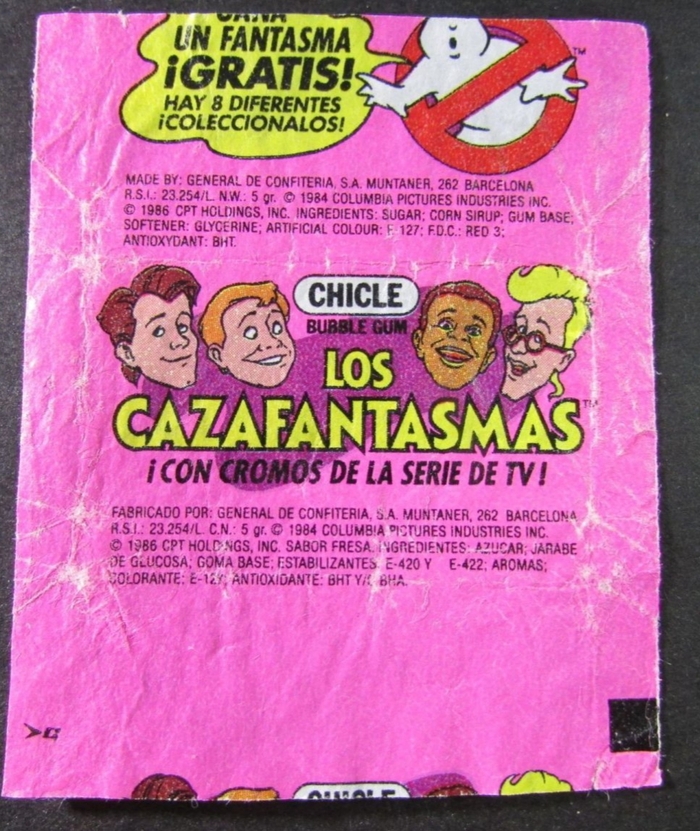 GANA
UN FANTASMA
¡GRATIS!
HAY 8 DIFERENTES
¡COLECCIONALOS!
TM
MADE BY: GENERAL DE CONFITERIA, S.A. MUNTANER, 262 BARCELONA
R.S.I.: 23.254/L. N.W.: 5 gr. © 1984 COLUMBIA PICTURES INDUSTRIES INC.
© 1986 CPT HOLDINGS, INC. INGREDIENTS: SUGAR; CORN SIRUP; GUM BASE;
SOFTENER: GLYCERINE; ARTIFICIAL COLOUR: E-127; F.D.C.: RED 3;
ANTIOXYDANT: BHT.
CHICLE
BUBBLE GUM
LOS
CAZAFANTASMAS TM
¡CON CROMOS DE LA SERIE DE TV!
FABRICADO POR: GENERAL DE CONFITERIA, S.A. MUNTANER, 262 BARCELONA
R.S.I.: 23.254/L. C.N.: 5 gr. © 1984 COLUMBIA PICTURES INDUSTRIES INC.
© 1986 CPT HOLDINGS, INC. SABOR FRESA. INGREDIENTES: AZUCAR; JARABE
DE GLUCOSA; GOMA BASE; ESTABILIZANTES: E-420 Y E-422; AROMAS;
COLORANTE: E-127; ANTIOXIDANTE: BHT Y/O BHA.
CHICLE